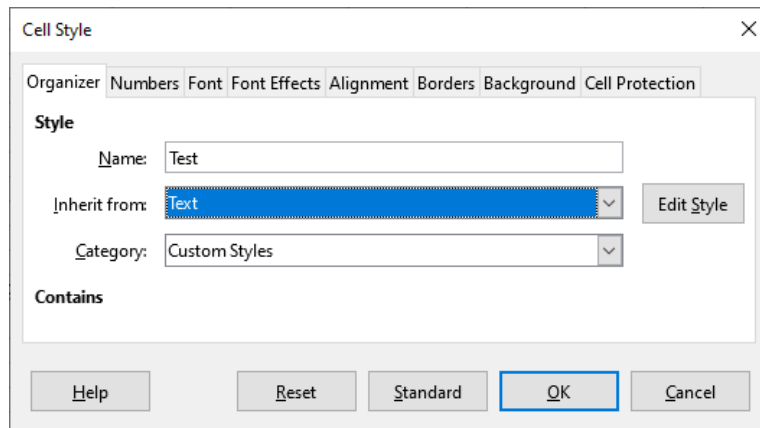 Cell Style
Organizer Numbers Font Font Effects Alignment Borders Background Cell Protection
Style
Name: Test
Inherit from: Text Edit Style
Category: Custom Styles
Contains
Help Reset Standard OK Cancel